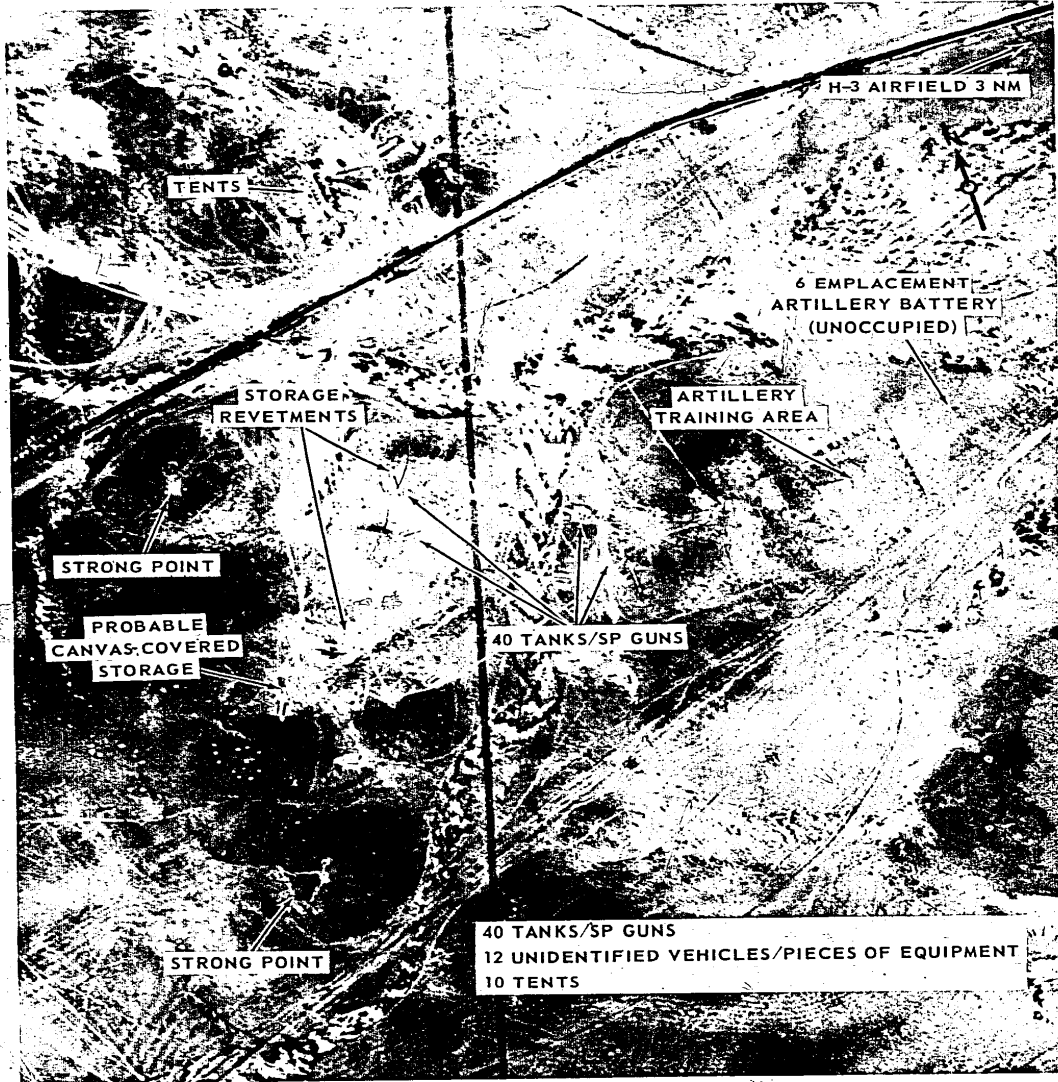 H-3 AIRFIELD 3 NM
TENTS
6 EMPLACEMENT
ARTILLERY BATTERY
(UNOCCUPIED)
STORAGE
REVETMENTS
ARTILLERY
TRAINING AREA
STRONG POINT
PROBABLE
CANVAS-COVERED
STORAGE
40 TANKS/SP GUNS
STRONG POINT
40 TANKS/SP GUNS
12 UNIDENTIFIED VEHICLES/PIECES OF EQUIPMENT
10 TENTS